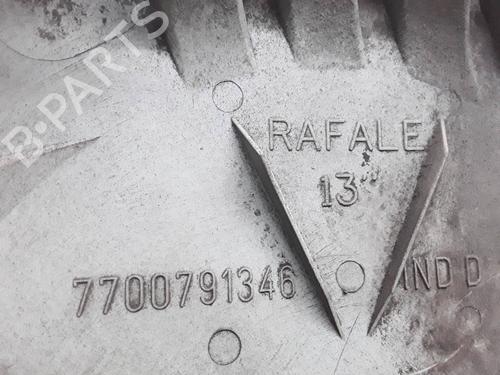 B-PARTS
RAFALE
13"
7700791346
IND D